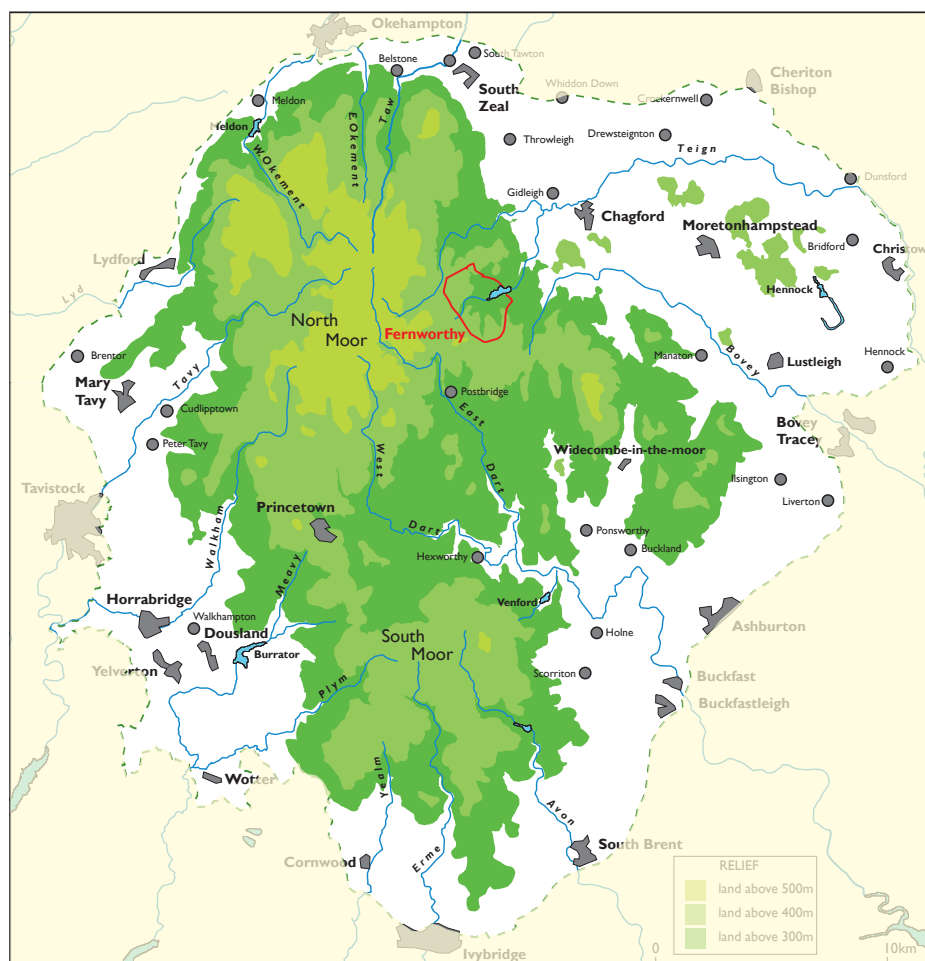 Okehampton
Belstone
South Tawton
South
Zeal
Whiddon Down
Cheriton
Bishop
Meldon
Crockernwell
Meldon
Taw
E.Okement
W.Okement
Throwleigh
Drewsteignton
Teign
Dunsford
Gidleigh
Chagford
Moretonhampstead
Bridford
Christow
Lydford
Lyd
Hennock
North
Moor
Fernworthy
Brentor
Tavy
Manaton
Bovey
Lustleigh
Hennock
Mary
Tavy
Postbridge
Cudlipptown
East
Bovey
Tracey
Peter Tavy
West
Widecombe-in-the-moor
Dart
Ilsington
Tavistock
Liverton
Princetown
Walkham
Dart
Ponsworthy
Buckland
Hexworthy
Meavy
Venford
Horrabridge
Walkhampton
Dousland
Ashburton
South
Moor
Holne
Burrator
Yelverton
Scorriton
Buckfast
Plym
Buckfastleigh
Yealm
Wotter
Avon
Erme
South Brent
Cornwood
RELIEF
land above 500m
land above 400m
land above 300m
Ivybridge
0
10km